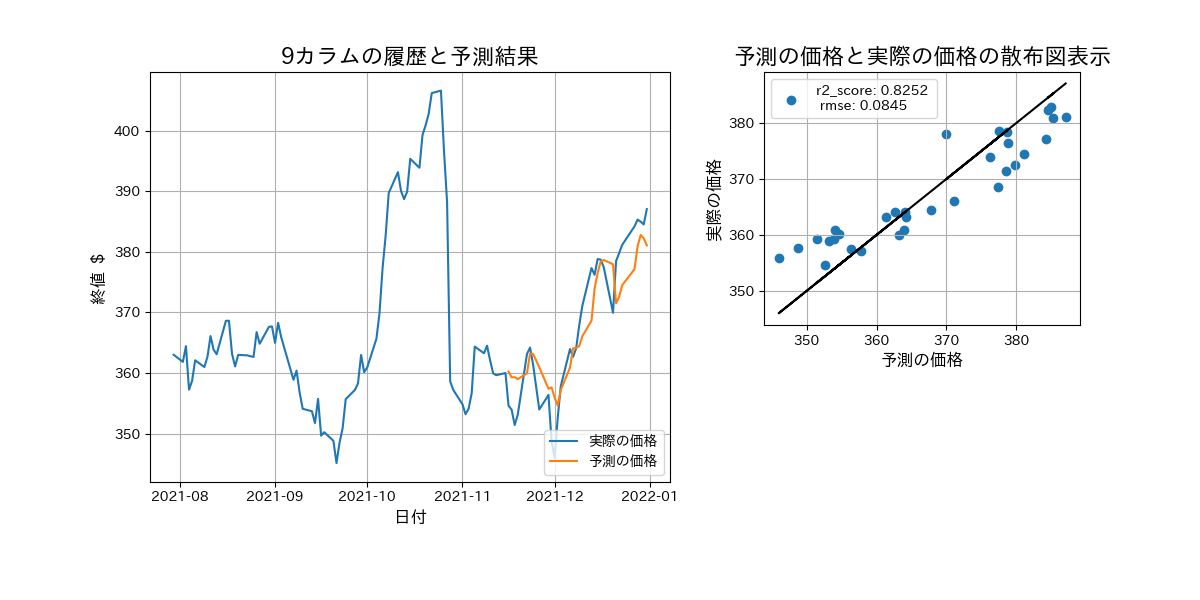 9カラムの履歴と予測結果
終値 $
400
390
380
370
360
350
2021-08
2021-09
2021-10
2021-11
2021-12
2022-01
日付
実際の価格
予測の価格
予測の価格と実際の価格の散布図表示
r2_score: 0.8252
rmse: 0.0845
実際の価格
380
370
360
350
350
360
370
380
予測の価格